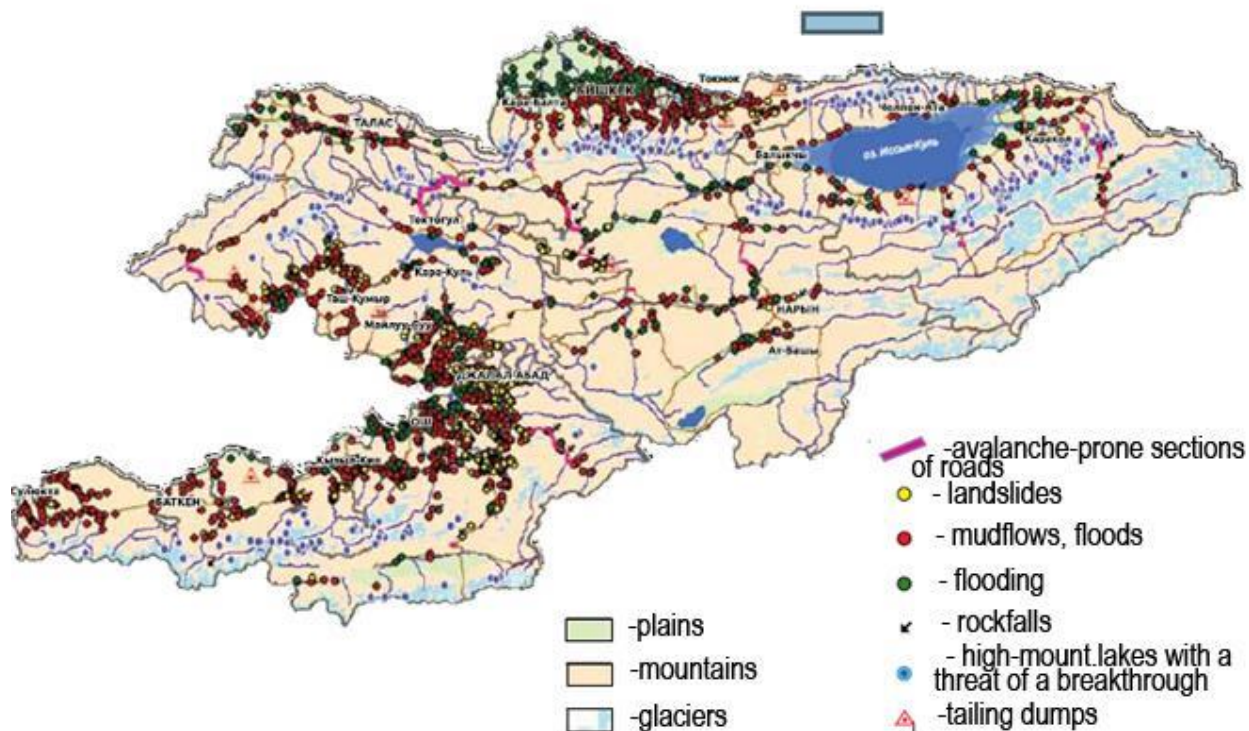 Токмок
БИШКЕК
Кара-Балта
Чолпон-Ата
ТАЛАС
Каракол
Балыкчы
оз. Иссык-Куль
Токтогул
Кара-Куль
Таш-Кумыр
НАРЫН
Майлуу-Суу
Ат-Башы
ДЖАЛАЛ-АБАД
ОШ
Кызыл-Кия
Сулюкта
БАТКЕН
-avalanche-prone sections
of roads
- landslides
- mudflows, floods
- flooding
- rockfalls
- high-mount.lakes with a
threat of a breakthrough
-tailing dumps
-plains
-mountains
-glaciers